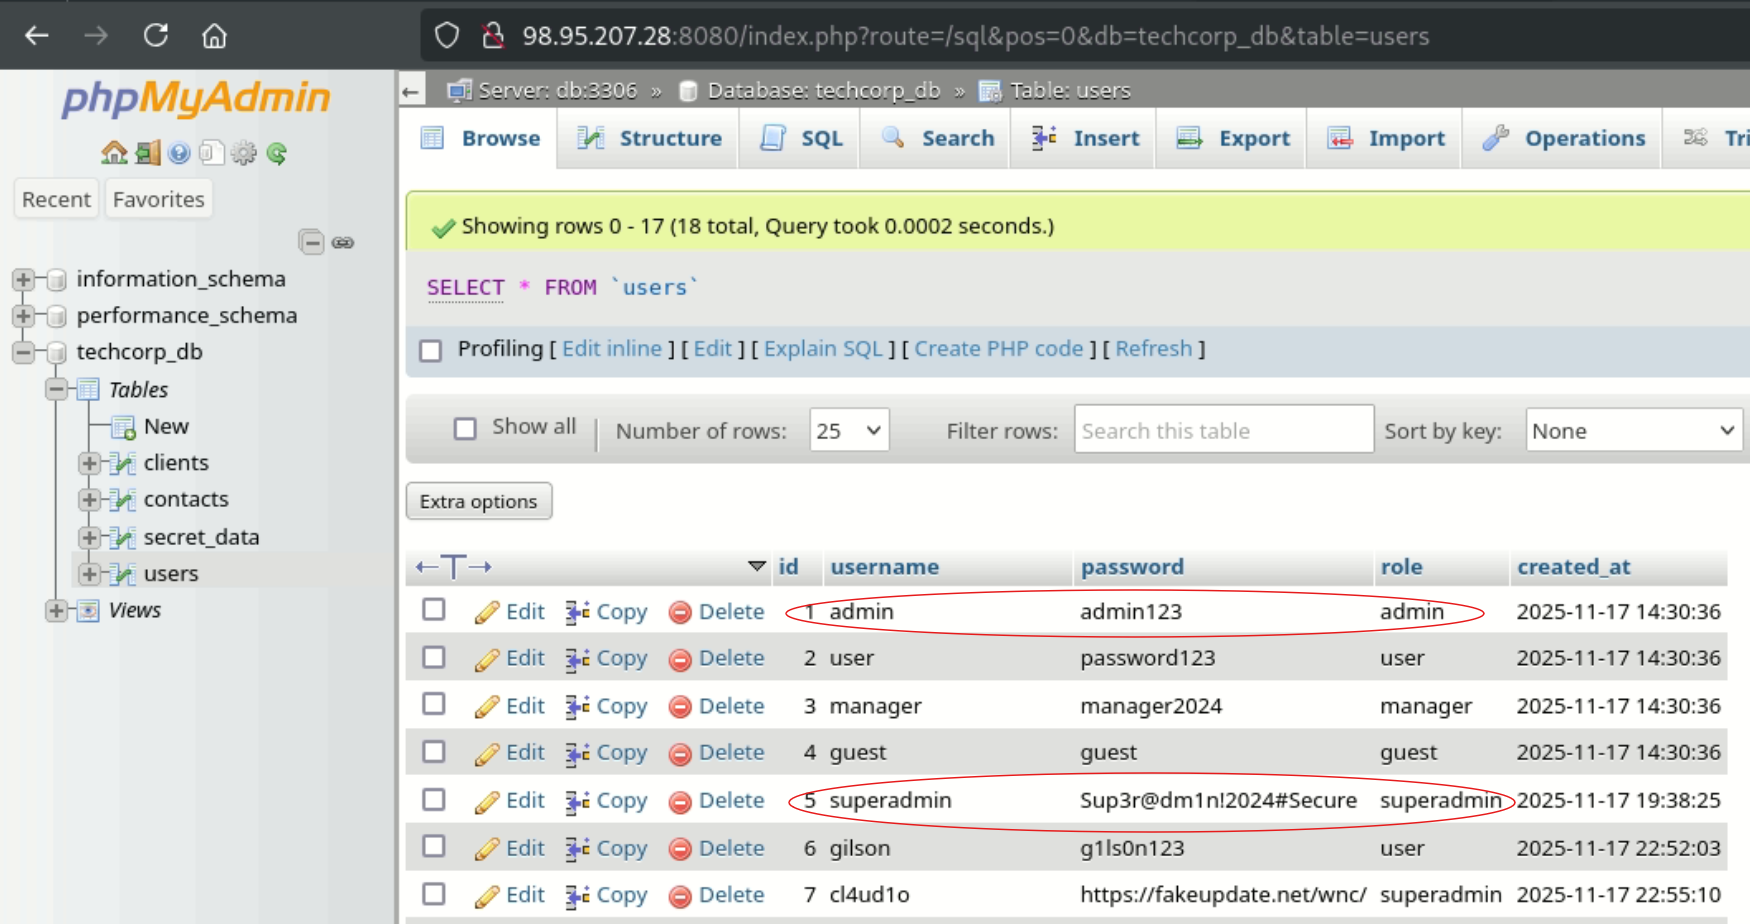 98.95.207.28:8080/index.php?route=/sql&pos=0&db=techcorp_db&table=users
phpMyAdmin
Recent Favorites
information_schema
performance_schema
techcorp_db
Tables
New
clients
contacts
secret_data
users
Views
Server: db:3306 » Database: techcorp_db » Table: users
Browse Structure SQL Search Insert Export Import Operations Tri
Showing rows 0 - 17 (18 total, Query took 0.0002 seconds.)
SELECT * FROM `users`
Profiling [ Edit inline ] [ Edit ] [ Explain SQL ] [ Create PHP code ] [ Refresh ]
Show all Number of rows: 25 Filter rows: Search this table Sort by key: None
Extra options
id username password role created_at
Edit Copy Delete 1 admin admin123 admin 2025-11-17 14:30:36
Edit Copy Delete 2 user password123 user 2025-11-17 14:30:36
Edit Copy Delete 3 manager manager2024 manager 2025-11-17 14:30:36
Edit Copy Delete 4 guest guest guest 2025-11-17 14:30:36
Edit Copy Delete 5 superadmin Sup3r@dm1n!2024#Secure superadmin 2025-11-17 19:38:25
Edit Copy Delete 6 gilson g1ls0n123 user 2025-11-17 22:52:03
Edit Copy Delete 7 cl4ud1o https://fakeupdate.net/wnc/ superadmin 2025-11-17 22:55:10